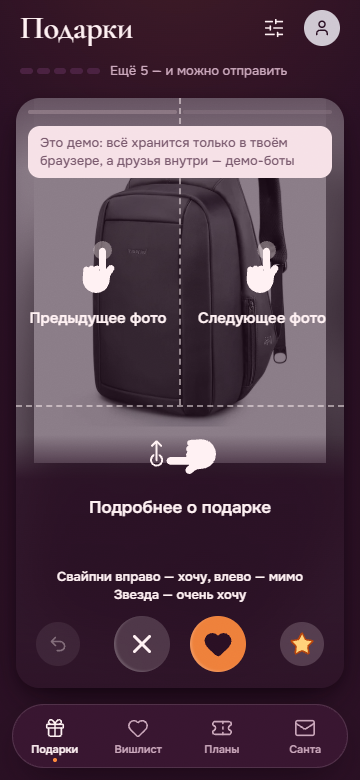 Подарки
Ещё 5 — и можно отправить
Это демо: всё хранится только в твоём
браузере, а друзья внутри — демо-боты
Предыдущее фото
Следующее фото
Подробнее о подарке
Свайпни вправо — хочу, влево — мимо
Звезда — очень хочу
Подарки
Вишлист
Планы
Санта